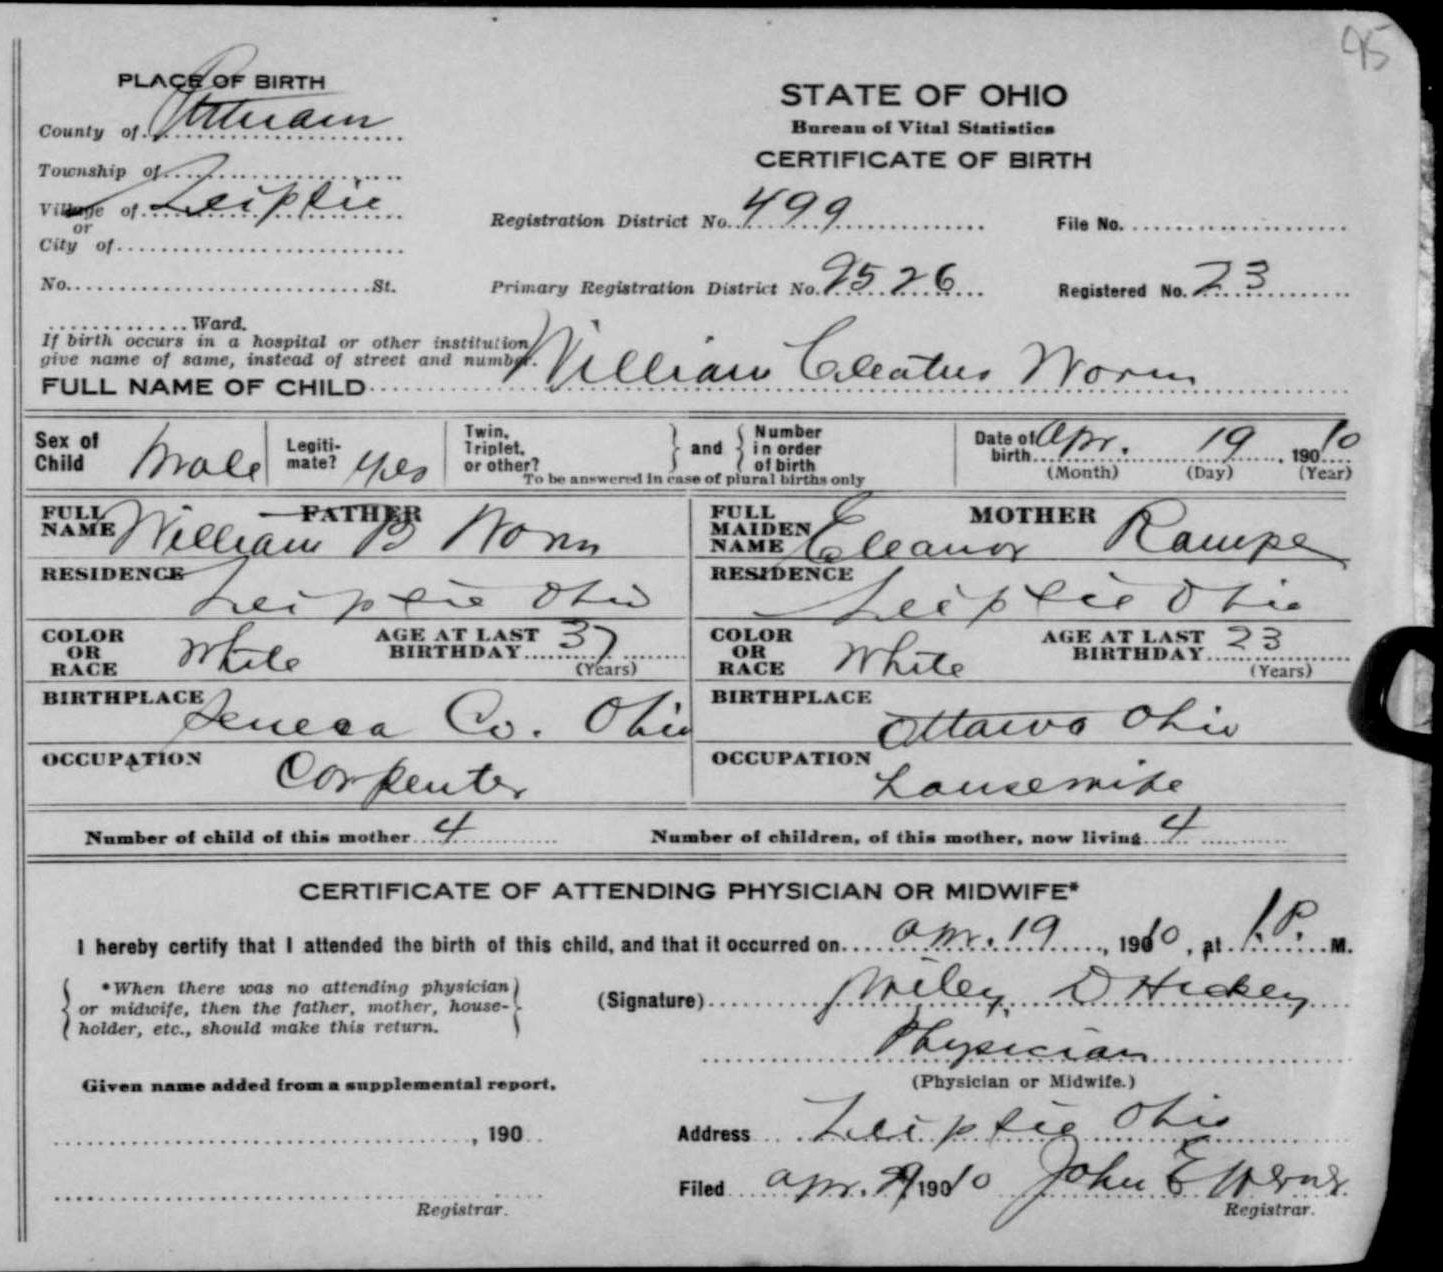 95
PLACE OF BIRTH
County of Putnam
Township of
Village of Leipsic
or
City of
No. St.
Ward.
If birth occurs in a hospital or other institution,
give name of same, instead of street and number.
STATE OF OHIO
Bureau of Vital Statistics
CERTIFICATE OF BIRTH
Registration District No. 499 File No.
Primary Registration District No. 2526 Registered No. 23
FULL NAME OF CHILD William Cleatus Worm
Sex of Child Male Legiti-mate? yes Twin, Triplet, or other? and Number in order of birth
To be answered in case of plural births only
Date of birth Apr. 19, 1910
(Month) (Day) (Year)
FATHER
FULL NAME William B Worm
RESIDENCE Leipsic Ohio
COLOR OR RACE White AGE AT LAST BIRTHDAY 37 (Years)
BIRTHPLACE Seneca Co. Ohio
OCCUPATION Carpenter
MOTHER
FULL MAIDEN NAME Eleanor Rampe
RESIDENCE Leipsic Ohio
COLOR OR RACE White AGE AT LAST BIRTHDAY 23 (Years)
BIRTHPLACE Ottawa Ohio
OCCUPATION housewife
Number of child of this mother 4 Number of children, of this mother, now living 4
CERTIFICATE OF ATTENDING PHYSICIAN OR MIDWIFE*
I hereby certify that I attended the birth of this child, and that it occurred on Apr. 19, 1910, at 1. P. M.
*When there was no attending physician
or midwife, then the father, mother, house-
holder, etc., should make this return.
(Signature) Wiley D Hickey
Physician
(Physician or Midwife.)
Given name added from a supplemental report.
, 190
Registrar.
Address Leipsic Ohio
Filed Apr. 1910 John E Werner
Registrar.